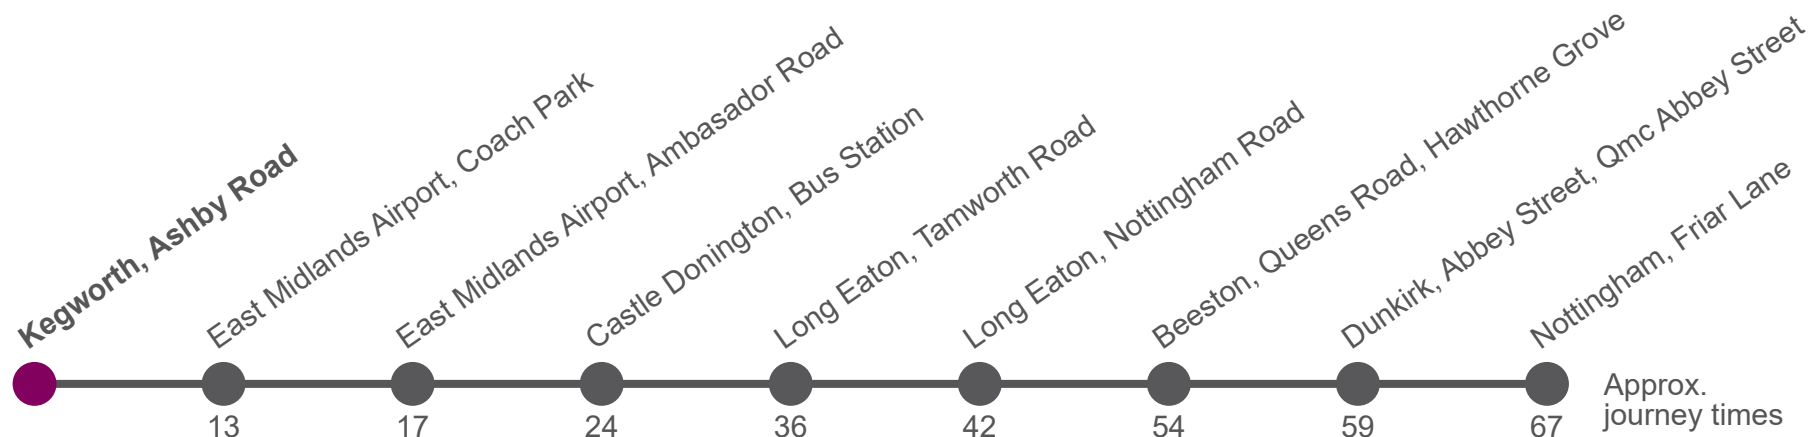 Kegworth, Ashby Road
East Midlands Airport, Coach Park
East Midlands Airport, Ambasador Road
Castle Donington, Bus Station
Long Eaton, Tamworth Road
Long Eaton, Nottingham Road
Beeston, Queens Road, Hawthorne Grove
Dunkirk, Abbey Street, Qmc Abbey Street
Nottingham, Friar Lane
13 17 24 36 42 54 59 67
Approx.
journey times